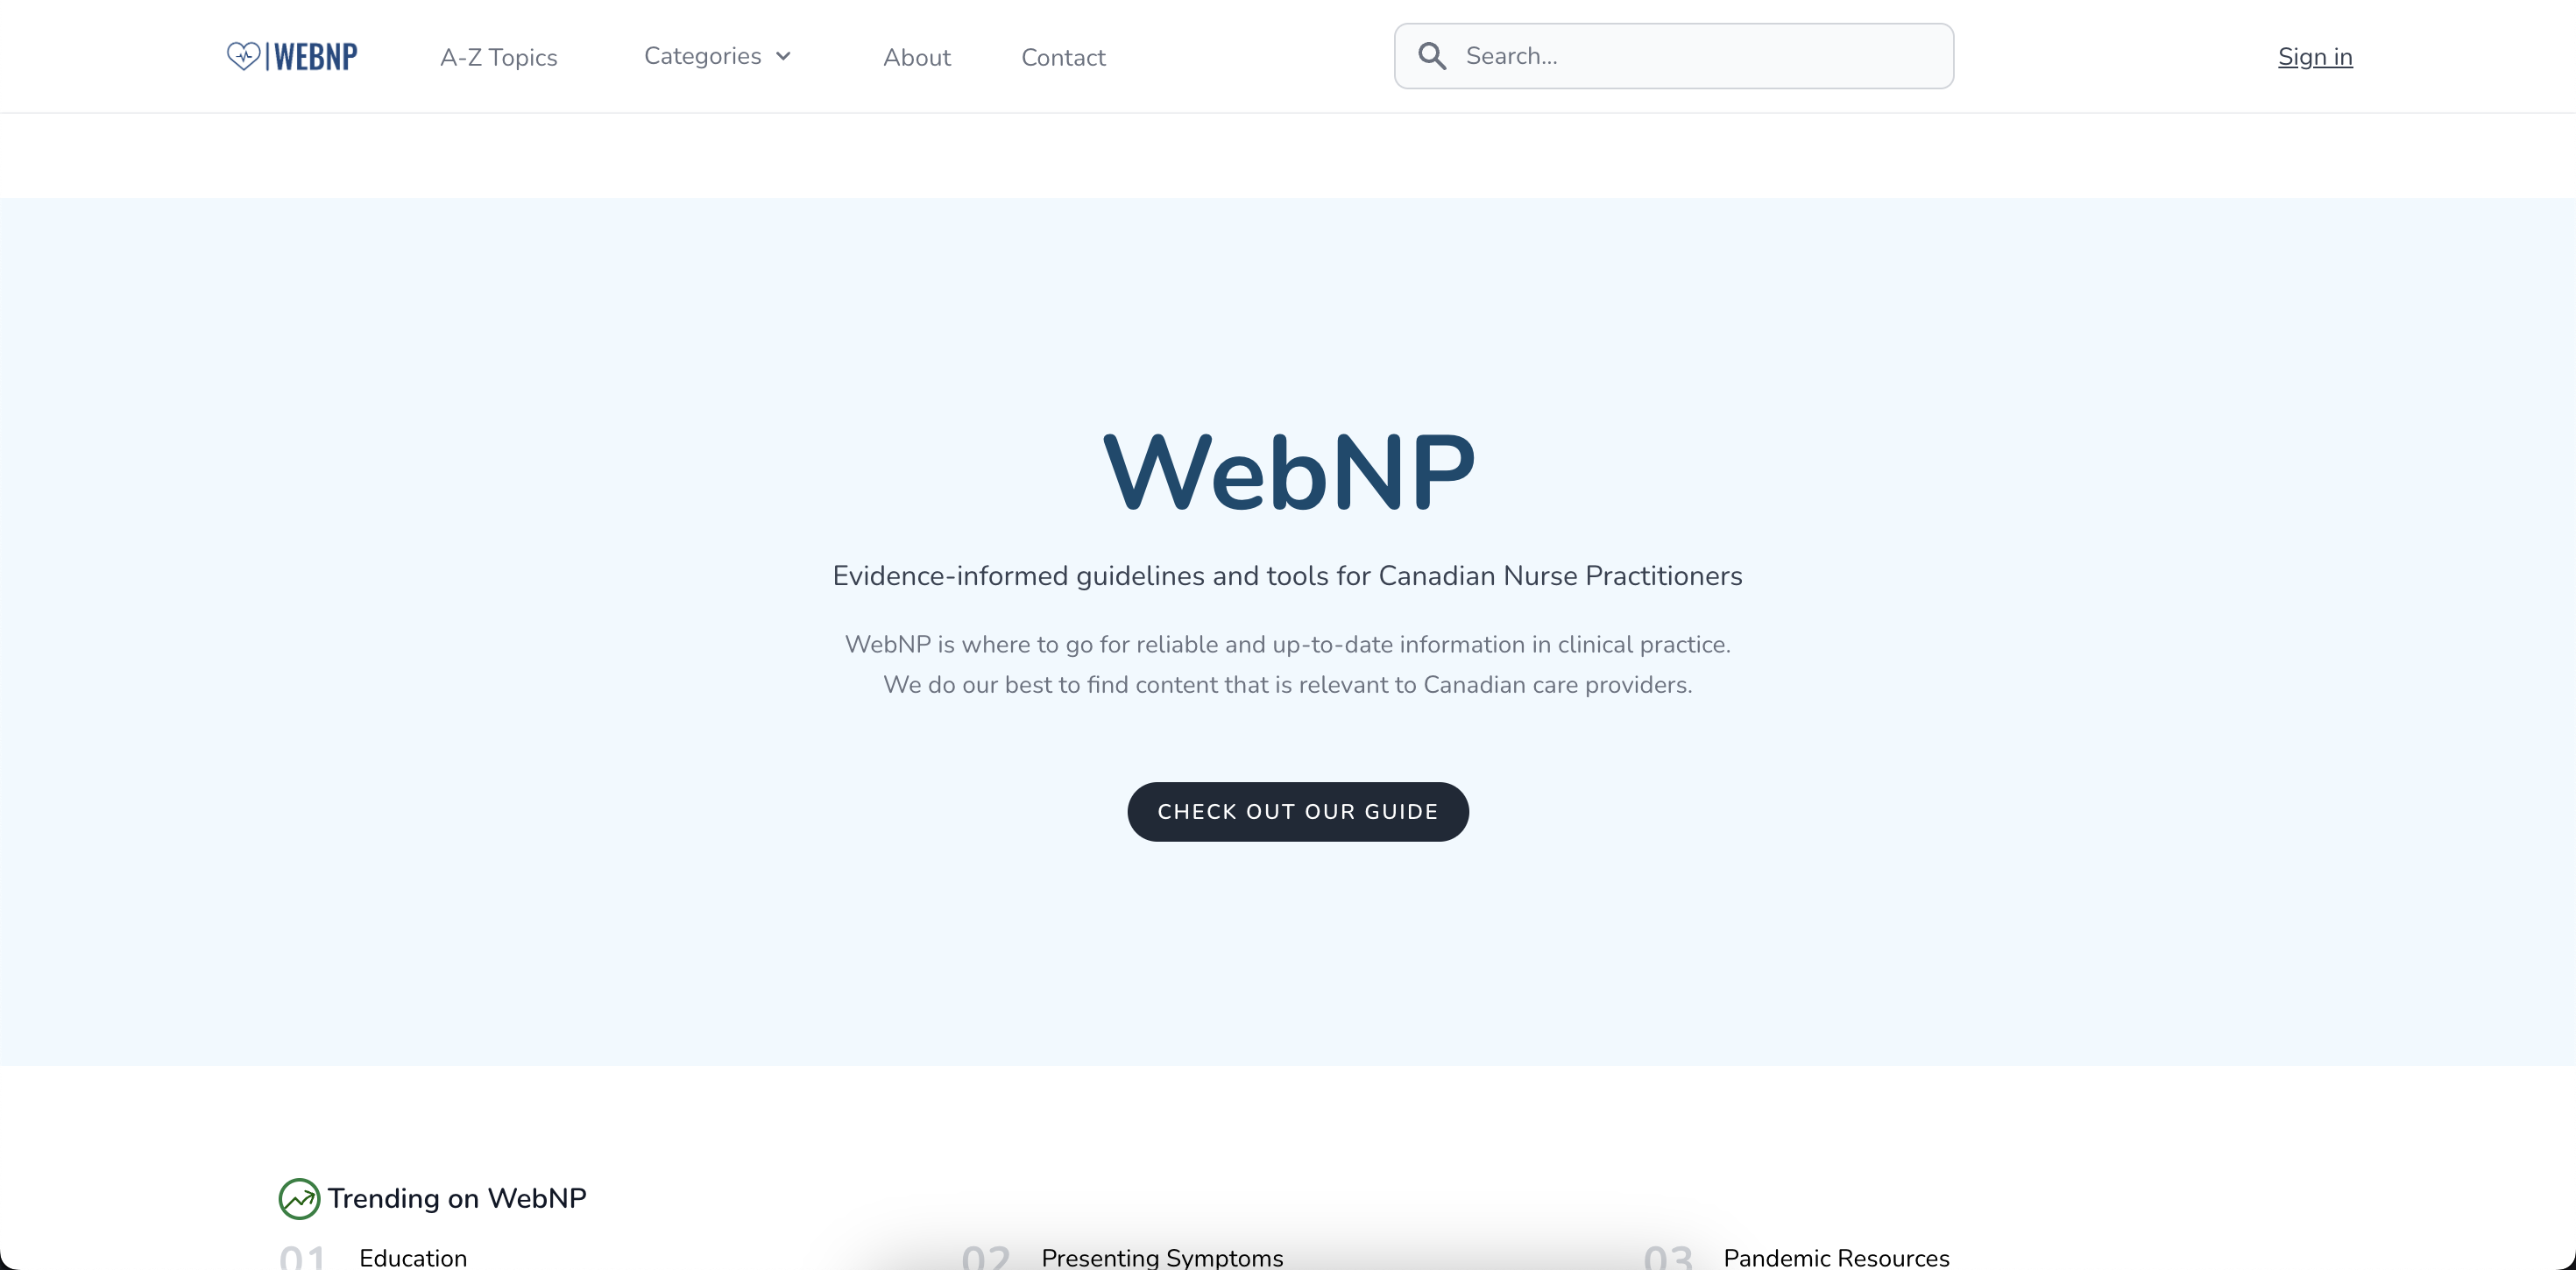 WEBNP
A-Z Topics
Categories
About
Contact
Search...
Sign in
WebNP
Evidence-informed guidelines and tools for Canadian Nurse Practitioners
WebNP is where to go for reliable and up-to-date information in clinical practice.
We do our best to find content that is relevant to Canadian care providers.
CHECK OUT OUR GUIDE
Trending on WebNP
01 Education
02 Presenting Symptoms
03 Pandemic Resources